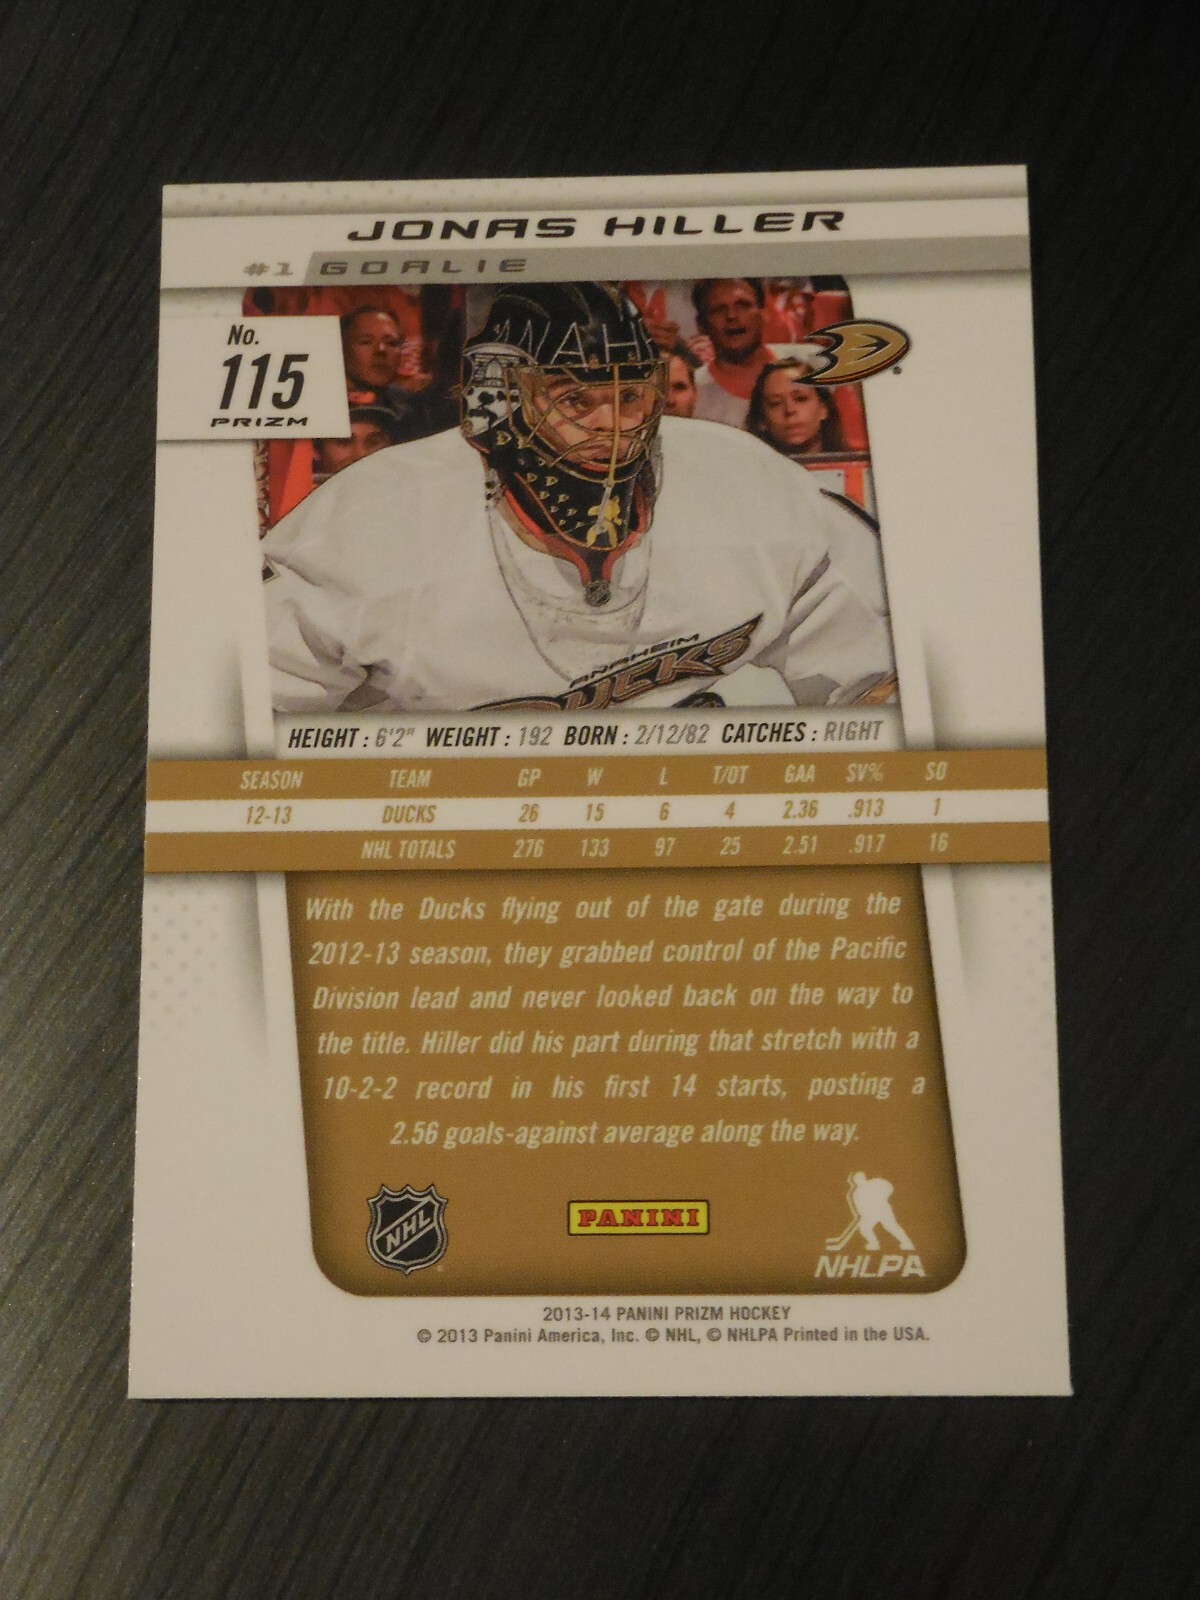 JONAS HILLER
#1 GOALIE
No.
115
PRIZM
WAH
ANAHEIM
DUCKS
HEIGHT : 6'2" WEIGHT : 192 BORN : 2/12/82 CATCHES : RIGHT
SEASON TEAM GP W L T/OT GAA SV% SO
12-13 DUCKS 26 15 6 4 2.36 .913 1
NHL TOTALS 276 133 97 25 2.51 .917 16
With the Ducks flying out of the gate during the
2012-13 season, they grabbed control of the Pacific
Division lead and never looked back on the way to
the title. Hiller did his part during that stretch with a
10-2-2 record in his first 14 starts, posting a
2.56 goals-against average along the way.
NHL
PANINI
NHLPA
2013-14 PANINI PRIZM HOCKEY
© 2013 Panini America, Inc. © NHL, © NHLPA Printed in the USA.